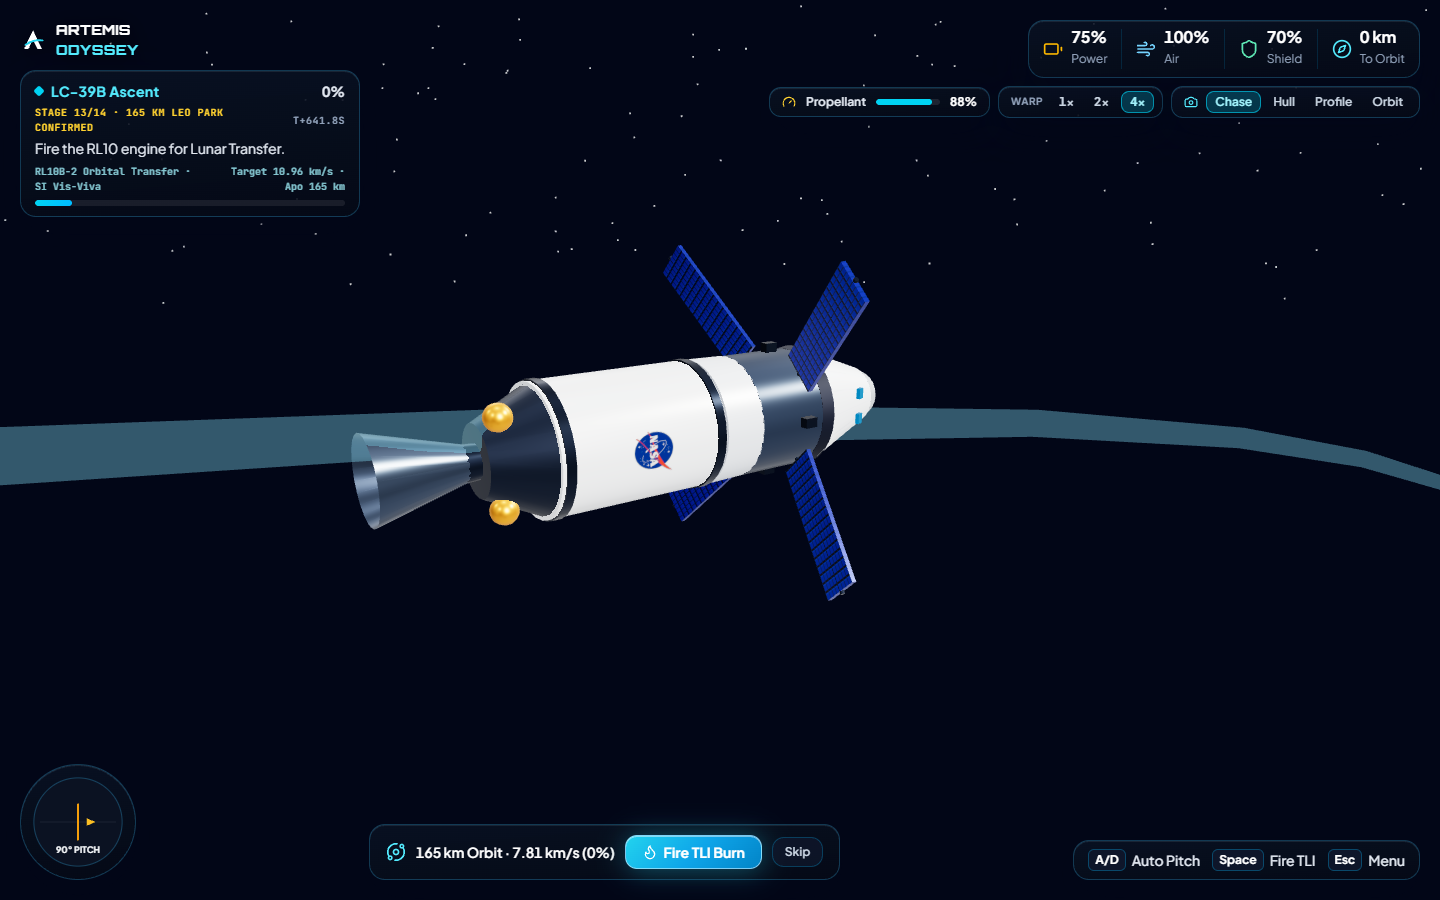 ARTEMIS
ODYSSEY
LC-39B Ascent 0%
STAGE 13/14 · 165 KM LEO PARK CONFIRMED T+641.8S
Fire the RL10 engine for Lunar Transfer.
RL10B-2 Orbital Transfer · SI Vis-Viva
Target 10.96 km/s · Apo 165 km
75% Power
100% Air
70% Shield
0 km To Orbit
Propellant 88%
WARP 1× 2× 4×
Chase Hull Profile Orbit
NASA
90° PITCH
165 km Orbit · 7.81 km/s (0%) Fire TLI Burn Skip
A/D Auto Pitch Space Fire TLI Esc Menu